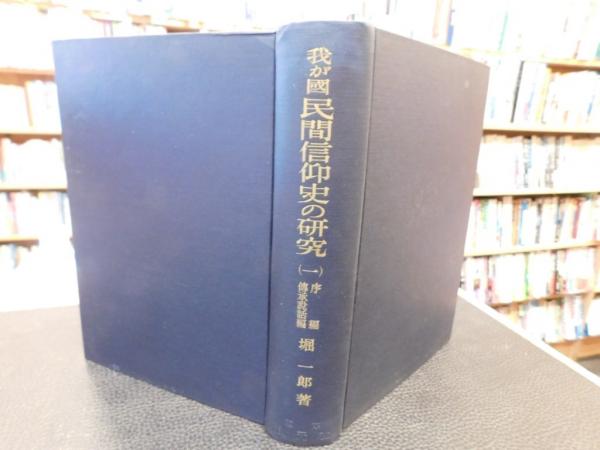 我が國民間信仰史の研究
(一)
序編
傳承說話編
堀一郎著